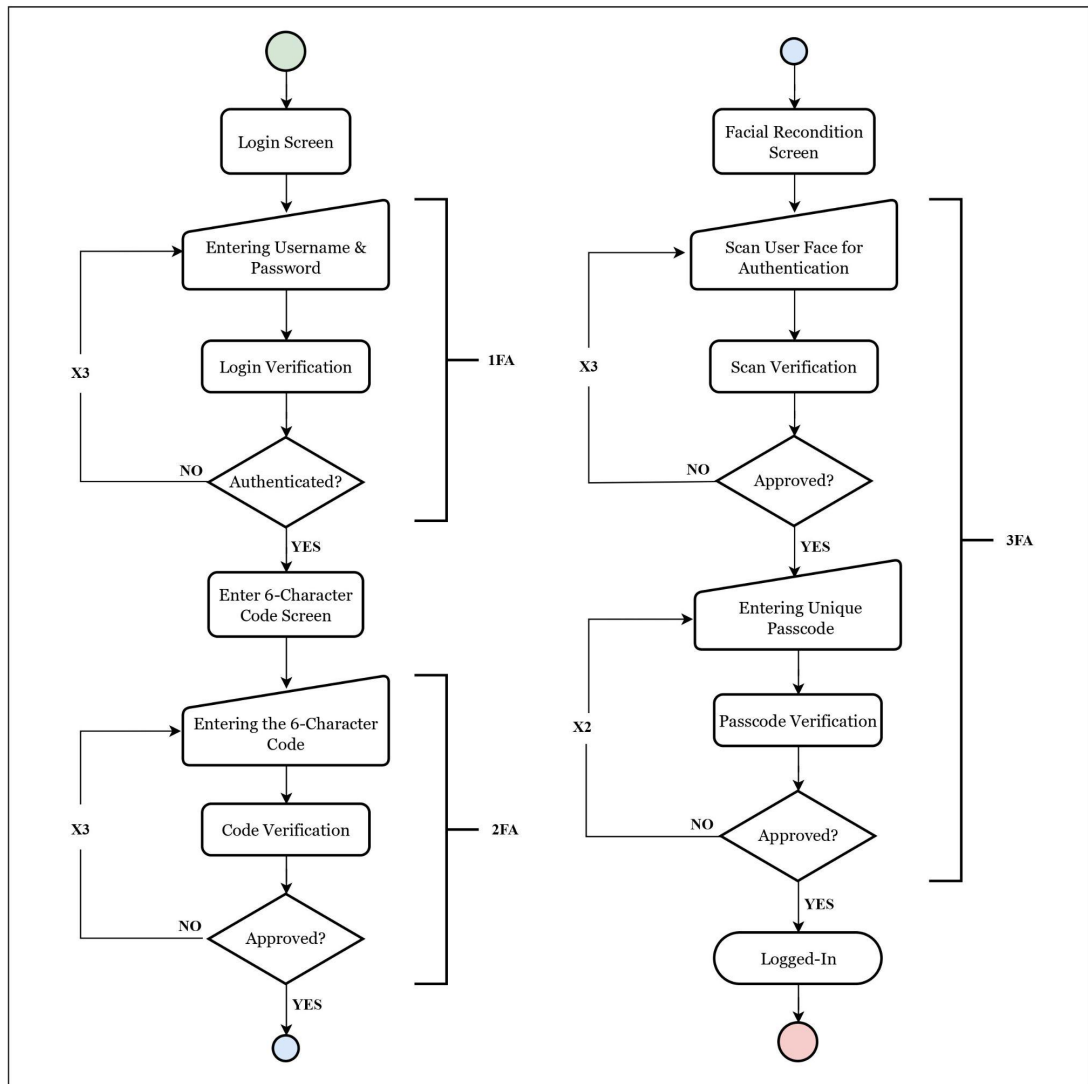 Login Screen
Entering Username &
Password
Login Verification
X3
1FA
NO
Authenticated?
YES
Enter 6-Character
Code Screen
Entering the 6-Character
Code
X3
Code Verification
2FA
NO
Approved?
YES
Facial Recondition
Screen
Scan User Face for
Authentication
X3
Scan Verification
NO
Approved?
3FA
YES
Entering Unique
Passcode
X2
Passcode Verification
NO
Approved?
YES
Logged-In